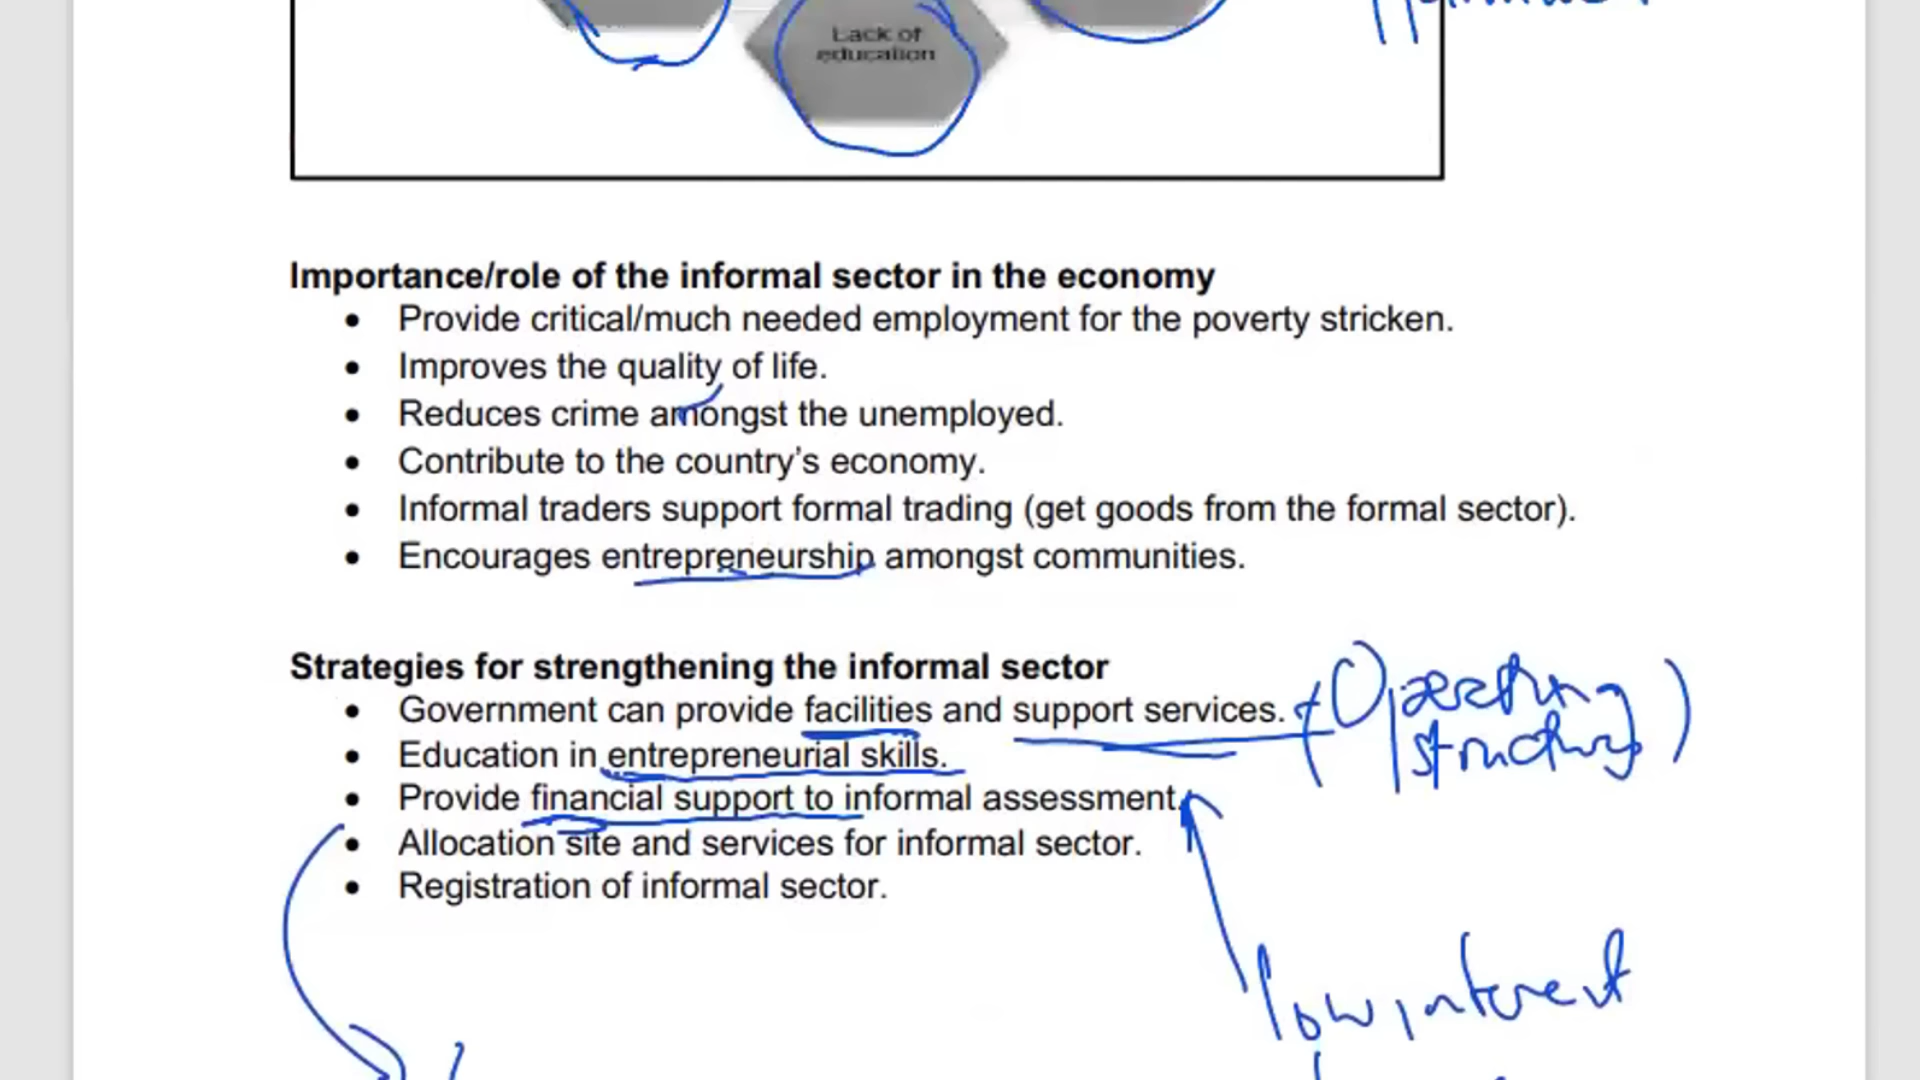 Lack of
education
Importance/role of the informal sector in the economy
• Provide critical/much needed employment for the poverty stricken.
• Improves the quality of life.
• Reduces crime amongst the unemployed.
• Contribute to the country’s economy.
• Informal traders support formal trading (get goods from the formal sector).
• Encourages entrepreneurship amongst communities.
Strategies for strengthening the informal sector
• Government can provide facilities and support services. (Operating
structures)
• Education in entrepreneurial skills.
• Provide financial support to informal assessment.
• Allocation site and services for informal sector.
• Registration of informal sector.
low interest